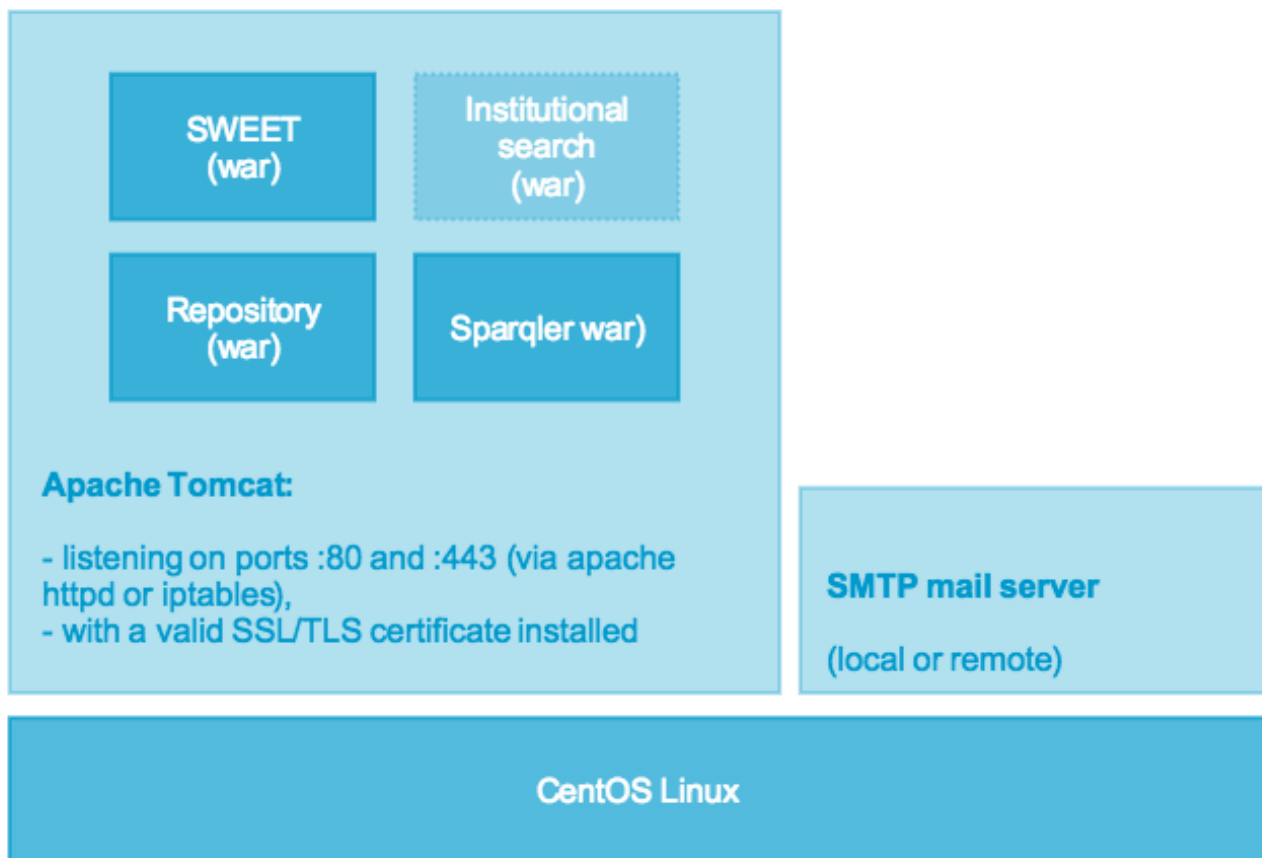 SWEET
(war)
Institutional
search
(war)
Repository
(war)
Sparqler war)
Apache Tomcat:
- listening on ports :80 and :443 (via apache
httpd or iptables),
- with a valid SSL/TLS certificate installed
SMTP mail server
(local or remote)
CentOS Linux